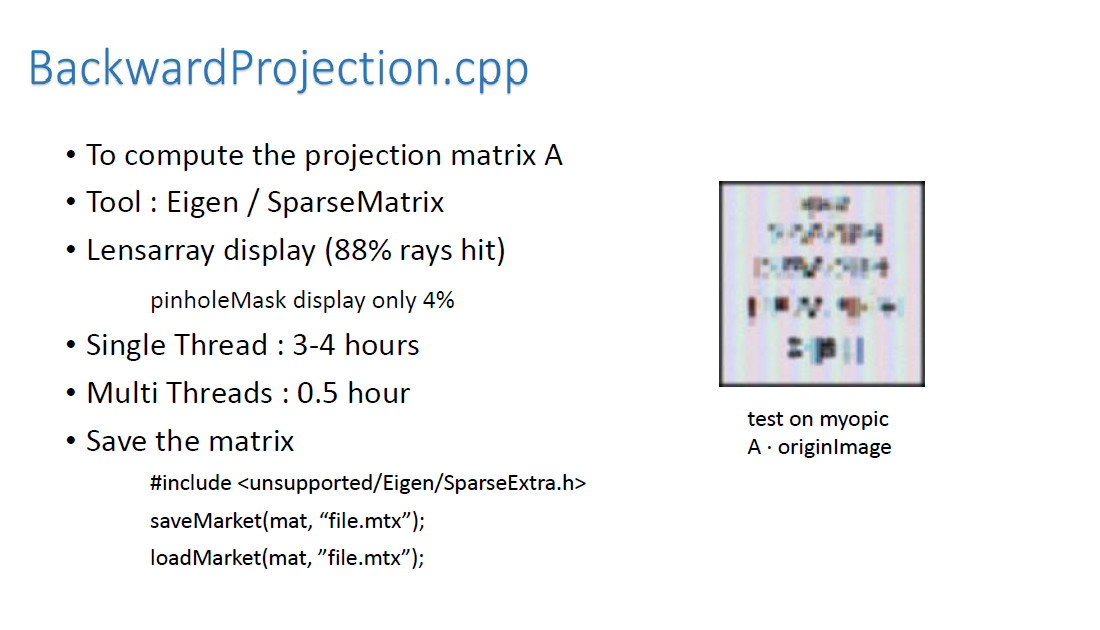 BackwardProjection.cpp
• To compute the projection matrix A
• Tool : Eigen / SparseMatrix
• Lensarray display (88% rays hit)
pinholeMask display only 4%
• Single Thread : 3-4 hours
• Multi Threads : 0.5 hour
• Save the matrix
#include <unsupported/Eigen/SparseExtra.h>
saveMarket(mat, “file.mtx”);
loadMarket(mat, ”file.mtx”);
test on myopic
A · originImage